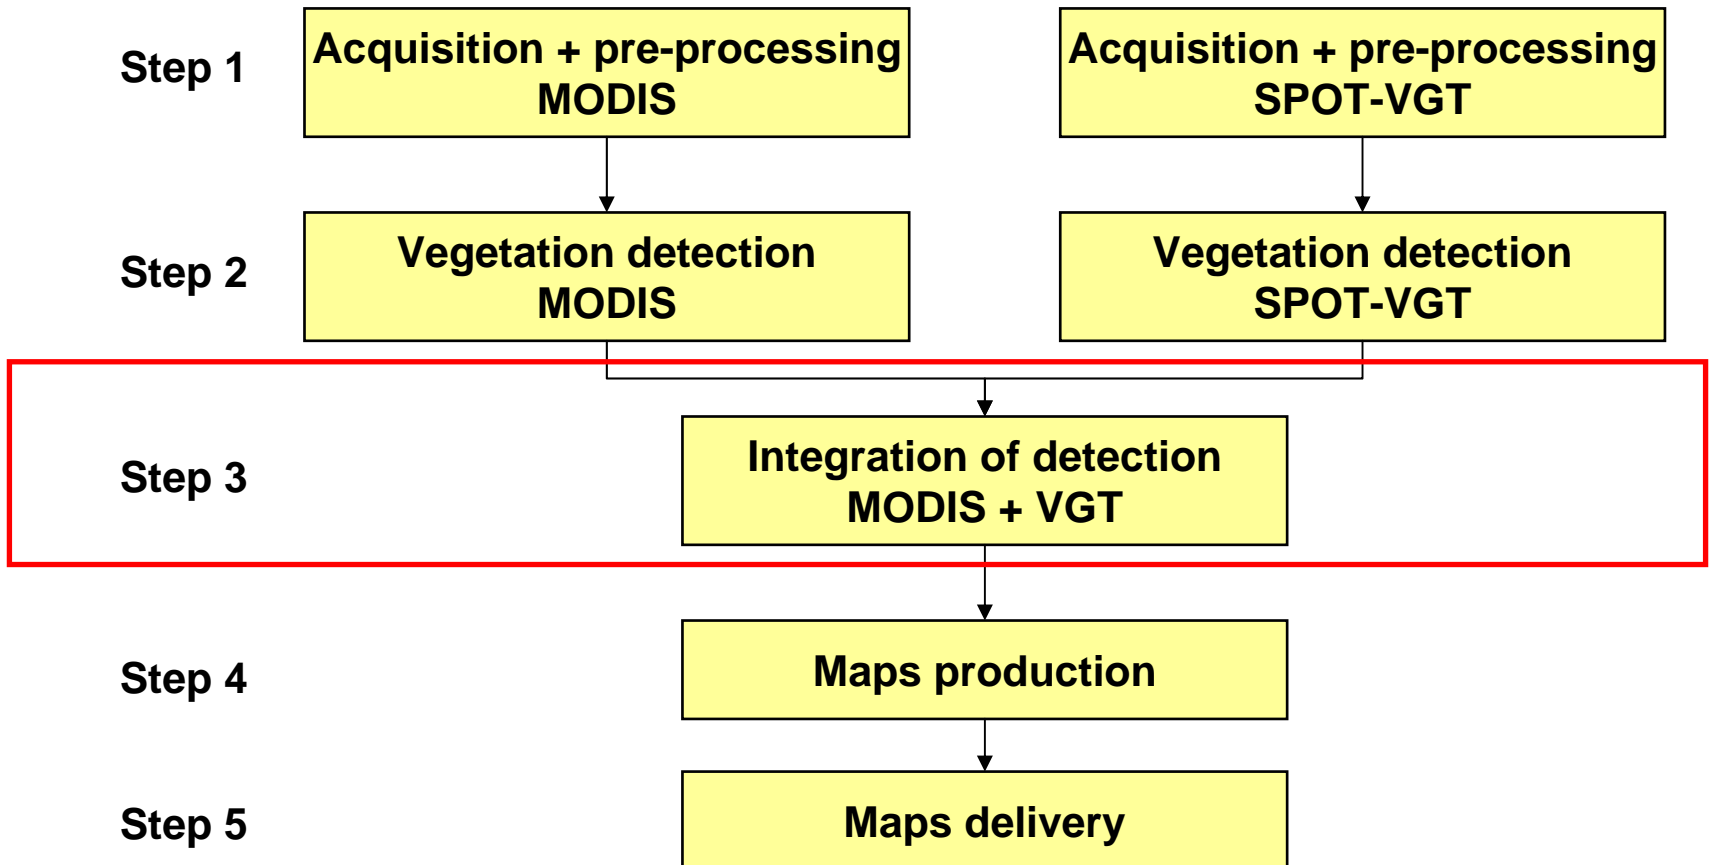 Step 1
Acquisition + pre-processing
MODIS
Acquisition + pre-processing
SPOT-VGT
Step 2
Vegetation detection
MODIS
Vegetation detection
SPOT-VGT
Step 3
Integration of detection
MODIS + VGT
Step 4
Maps production
Step 5
Maps delivery